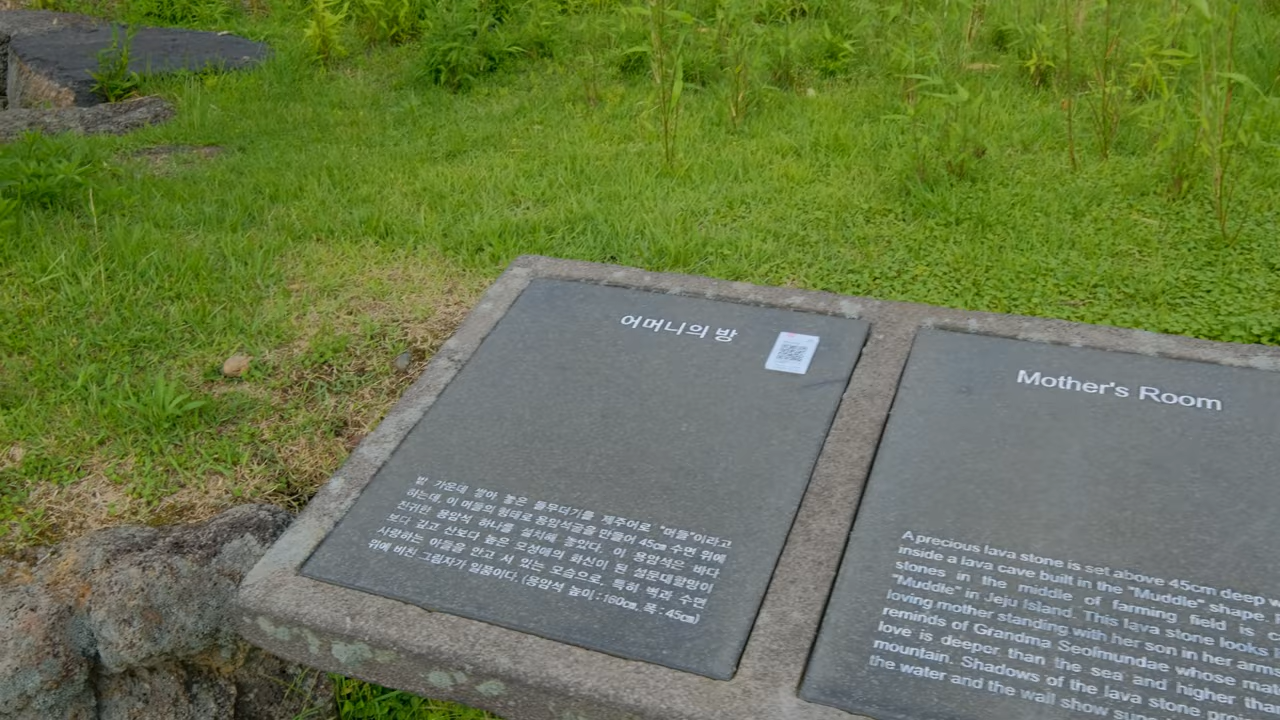 어머니의 방
밭 가운데 쌓아 놓은 돌무더기를 제주어로 "머들"이라고
하는데, 이 머들의 형태로 용암석굴을 만들어 45㎝ 수면 위에
진귀한 용암석 하나를 설치해 놓았다. 이 용암석은 바다
보다 깊고 산보다 높은 모성애의 화신이 된 설문대할망이
사랑하는 아들을 안고 서 있는 모습으로, 특히 벽과 수면
위에 비친 그림자가 일품이다. (용암석 높이 : 160㎝, 폭 : 45㎝)
Mother's Room
A precious lava stone is set above 45cm deep
inside a lava cave built in the "Muddle" shape.
stones in the middle of farming field is
"Muddle" in Jeju Island. This lava stone looks
loving mother standing with her son in her arms
reminds of Grandma Seolmundae whose
love is deeper than the sea and higher than
mountain. Shadows of the lava stone
the water and the wall show